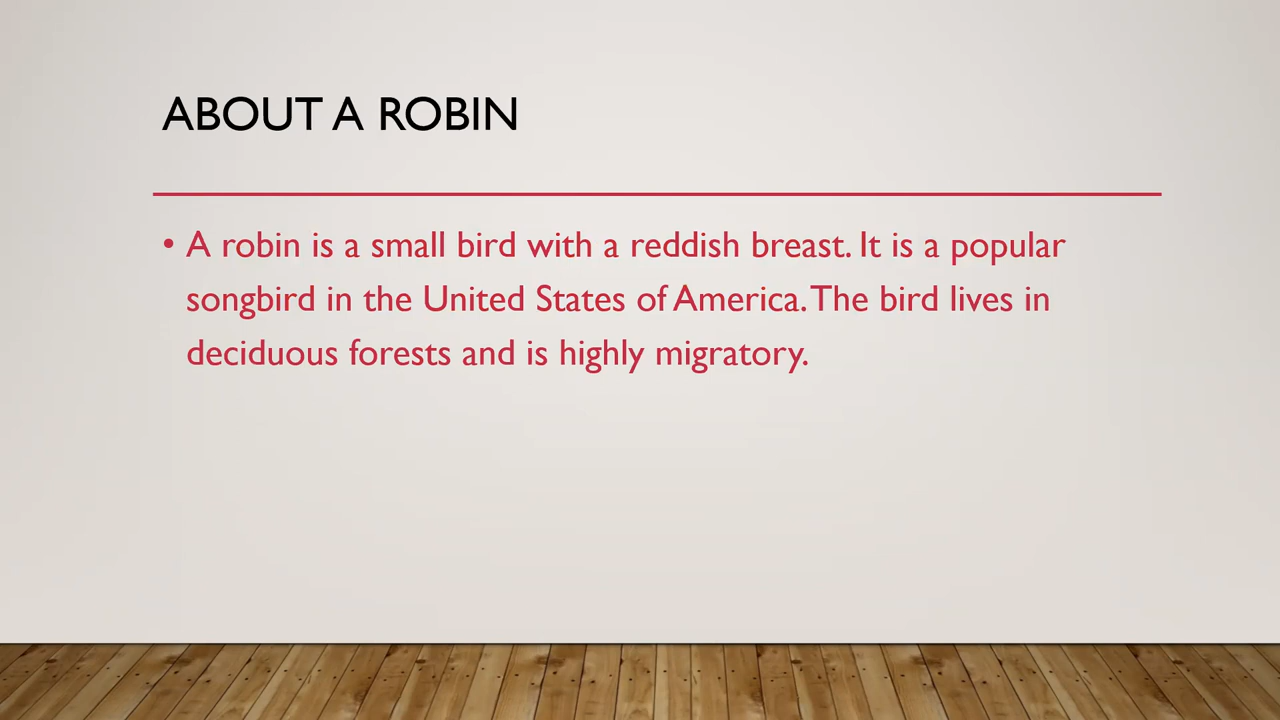 ABOUT A ROBIN
• A robin is a small bird with a reddish breast. It is a popular
songbird in the United States of America. The bird lives in
deciduous forests and is highly migratory.